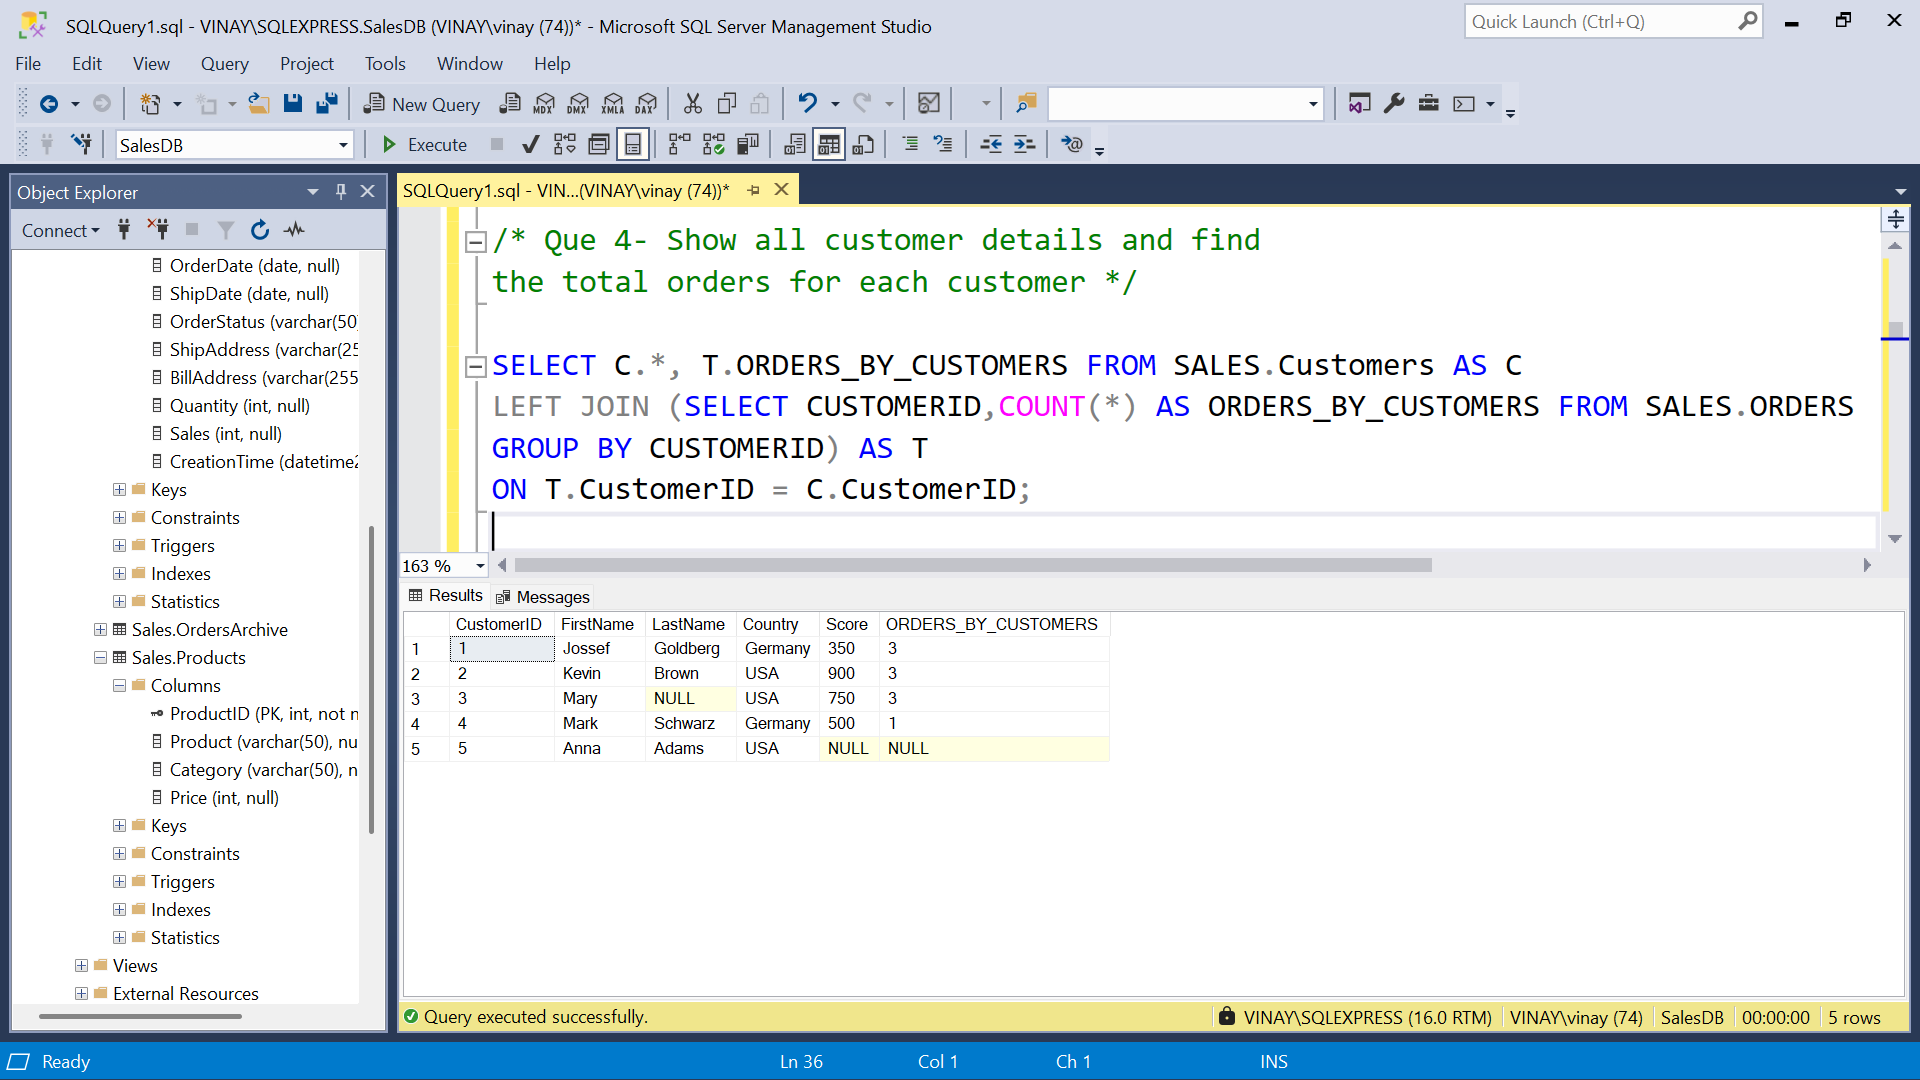 SQLQuery1.sql - VINAY\SQLEXPRESS.SalesDB (VINAY\vinay (74))* - Microsoft SQL Server Management Studio
Quick Launch (Ctrl+Q)
File Edit View Query Project Tools Window Help
New Query MDX DMX XMLA DAX
SalesDB Execute
Object Explorer
SQLQuery1.sql - VIN...(VINAY\vinay (74))*
Connect
OrderDate (date, null)
ShipDate (date, null)
OrderStatus (varchar(50)
ShipAddress (varchar(25
BillAddress (varchar(255
Quantity (int, null)
Sales (int, null)
CreationTime (datetime2
Keys
Constraints
Triggers
Indexes
Statistics
Sales.OrdersArchive
Sales.Products
Columns
ProductID (PK, int, not n
Product (varchar(50), nu
Category (varchar(50), n
Price (int, null)
Keys
Constraints
Triggers
Indexes
Statistics
Views
External Resources
/* Que 4- Show all customer details and find
the total orders for each customer */
SELECT C.*, T.ORDERS_BY_CUSTOMERS FROM SALES.Customers AS C
LEFT JOIN (SELECT CUSTOMERID,COUNT(*) AS ORDERS_BY_CUSTOMERS FROM SALES.ORDERS
GROUP BY CUSTOMERID) AS T
ON T.CustomerID = C.CustomerID;
163 %
Results Messages
CustomerID FirstName LastName Country Score ORDERS_BY_CUSTOMERS
1 1 Jossef Goldberg Germany 350 3
2 2 Kevin Brown USA 900 3
3 3 Mary NULL USA 750 3
4 4 Mark Schwarz Germany 500 1
5 5 Anna Adams USA NULL NULL
Query executed successfully. VINAY\SQLEXPRESS (16.0 RTM) VINAY\vinay (74) SalesDB 00:00:00 5 rows
Ready Ln 36 Col 1 Ch 1 INS